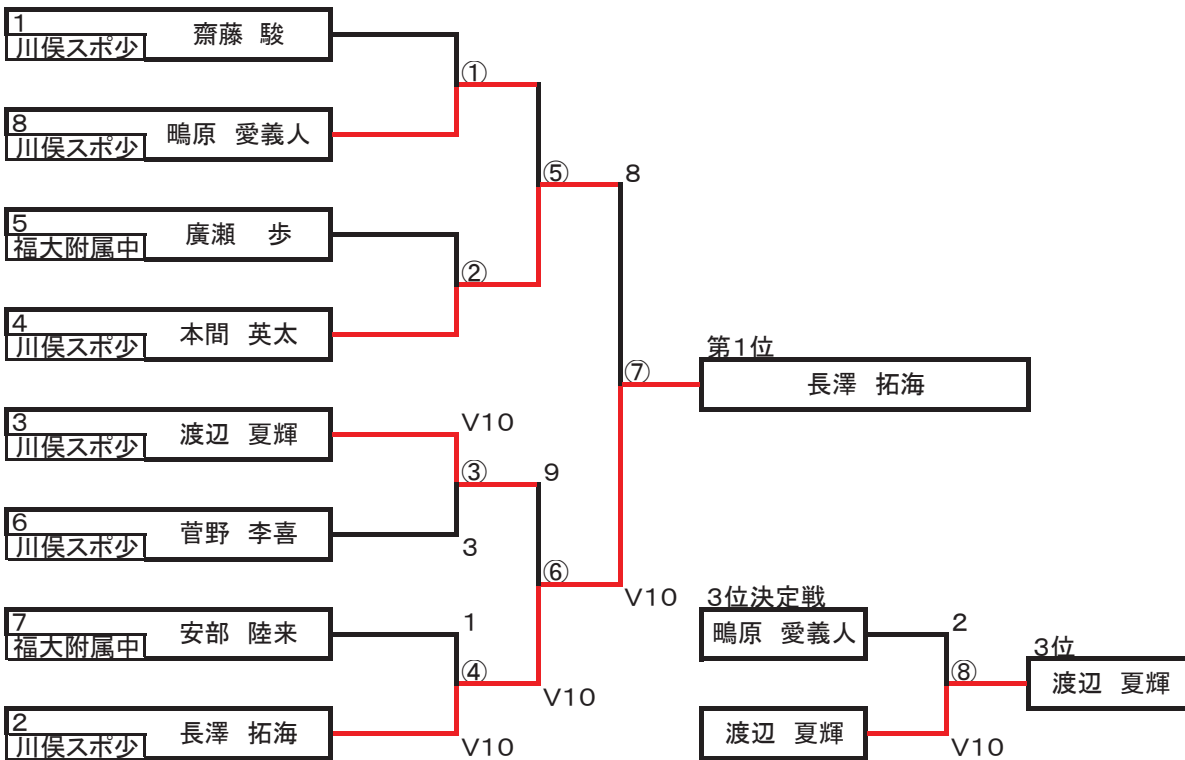 1
川俣スポ少
齋藤 駿
①
8
川俣スポ少
鴫原 愛義人
⑤
8
5
福大附属中
廣瀬 歩
②
4
川俣スポ少
本間 英太
第1位
⑦
長澤 拓海
3
川俣スポ少
渡辺 夏輝
V10
③
9
6
川俣スポ少
菅野 李喜
3
⑥
V10
7
福大附属中
安部 陸来
1
④
V10
2
川俣スポ少
長澤 拓海
V10
3位決定戦
鴫原 愛義人
2
⑧
3位
渡辺 夏輝
渡辺 夏輝
V10